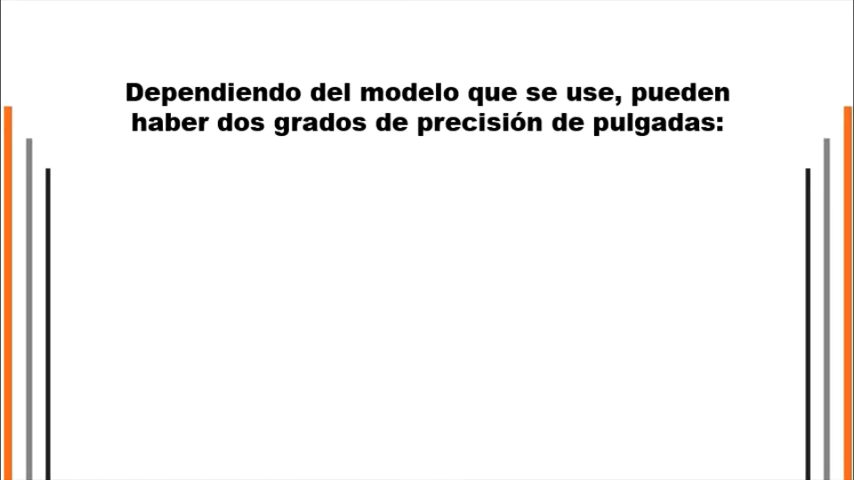 Dependiendo del modelo que se use, pueden
haber dos grados de precisión de pulgadas: